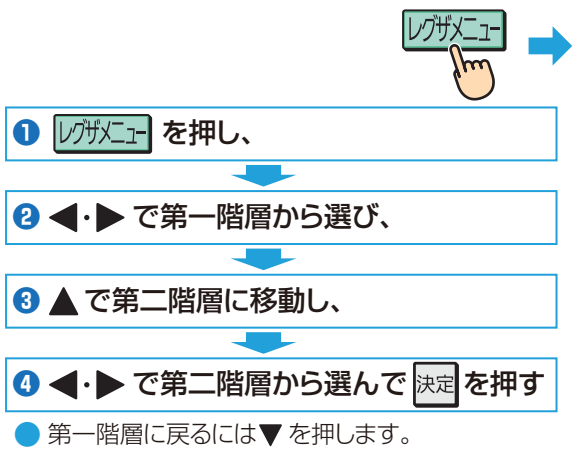 レグザメニュー
❶ レグザメニュー を押し、
❷ ◀・▶ で第一階層から選び、
❸ ▲ で第二階層に移動し、
❹ ◀・▶ で第二階層から選んで 決定 を押す
● 第一階層に戻るには▼ を押します。